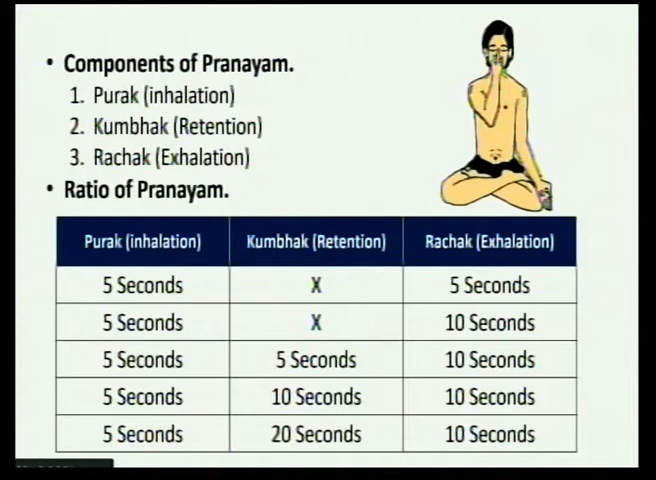 • Components of Pranayam.
1. Purak (inhalation)
2. Kumbhak (Retention)
3. Rachak (Exhalation)
• Ratio of Pranayam.
Purak (inhalation) Kumbhak (Retention) Rachak (Exhalation)
5 Seconds X 5 Seconds
5 Seconds X 10 Seconds
5 Seconds 5 Seconds 10 Seconds
5 Seconds 10 Seconds 10 Seconds
5 Seconds 20 Seconds 10 Seconds